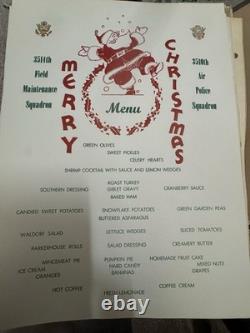 MERRY CHRISTMAS
3511th Field Maintenance Squadron
3510th Air Police Squadron
Menu
GREEN OLIVES
SWEET PICKLES
CELERY HEARTS
SHRIMP COCKTAIL WITH SAUCE AND LEMON WEDGES
ROAST TURKEY
SOUTHERN DRESSING GIBLET GRAVY CRANBERRY SAUCE
BAKED HAM
CANDIED SWEET POTATOES SNOWFLAKE POTATOES GREEN GARDEN PEAS
BUTTERED ASPARAGUS
WALDORF SALAD LETTUCE WEDGES SLICED TOMATOES
PARKERHOUSE ROLLS SALAD DRESSING CREAMERY BUTTER
MINCEMEAT PIE PUMPKIN PIE HOMEMADE FRUIT CAKE
ICE CREAM HARD CANDY MIXED NUTS
ORANGES BANANAS GRAPES
HOT COFFEE FRESH LEMONADE COFFEE CREAM